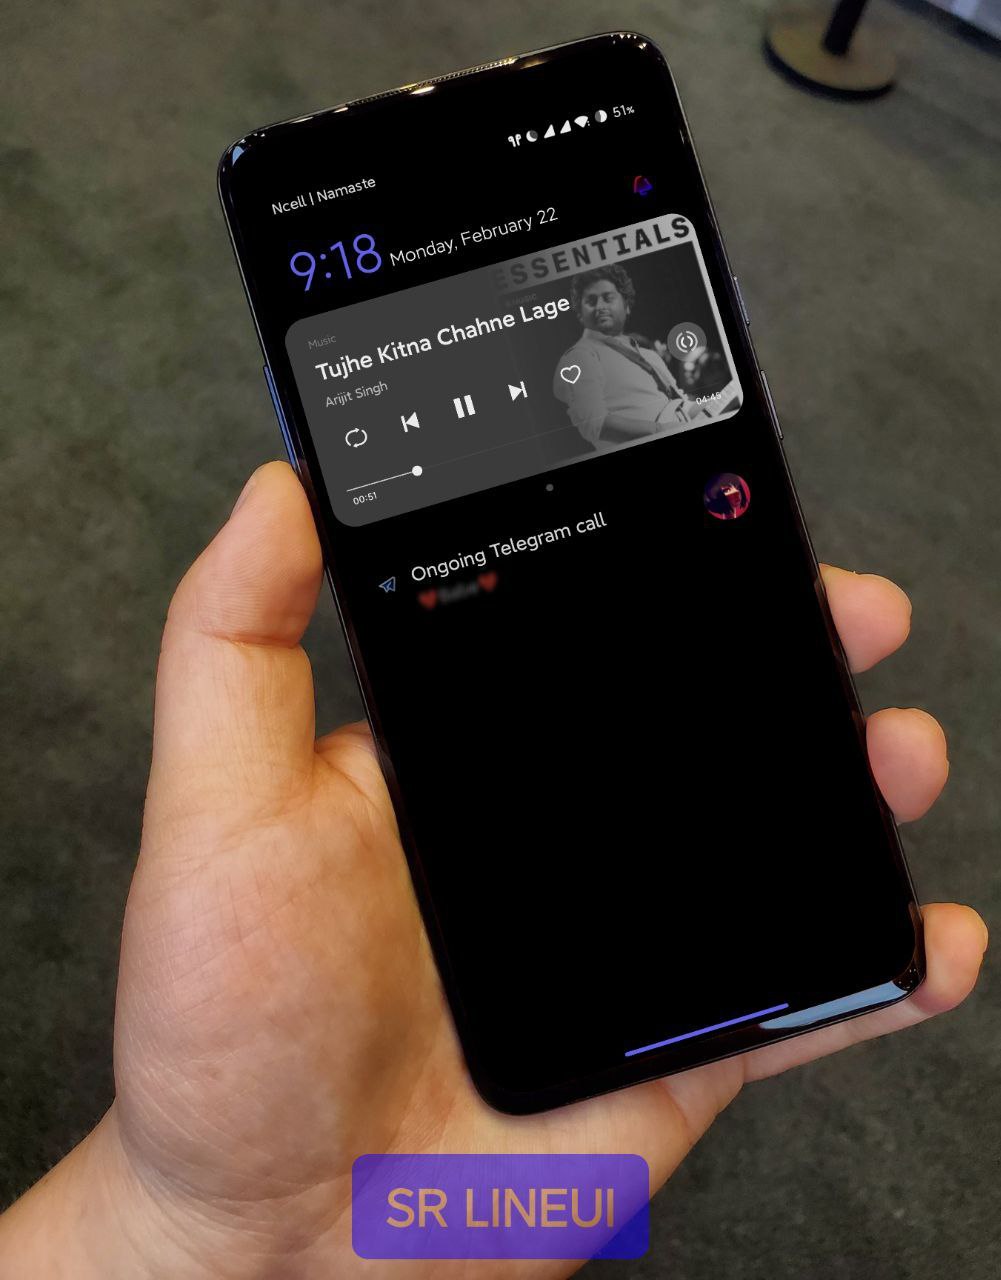 51%
Ncell | Namaste
9:18 Monday, February 22
ESSENTIALS
Music
Tujhe Kitna Chahne Lage
Arijit Singh
04:45
00:51
Ongoing Telegram call
SR LINEUI